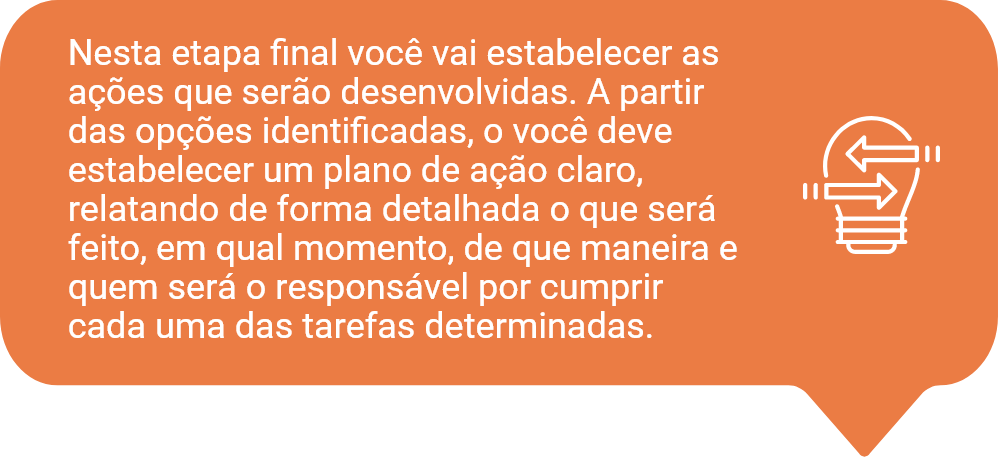 Nesta etapa final você vai estabelecer as
ações que serão desenvolvidas. A partir
das opções identificadas, o você deve
estabelecer um plano de ação claro,
relatando de forma detalhada o que será
feito, em qual momento, de que maneira e
quem será o responsável por cumprir
cada uma das tarefas determinadas.